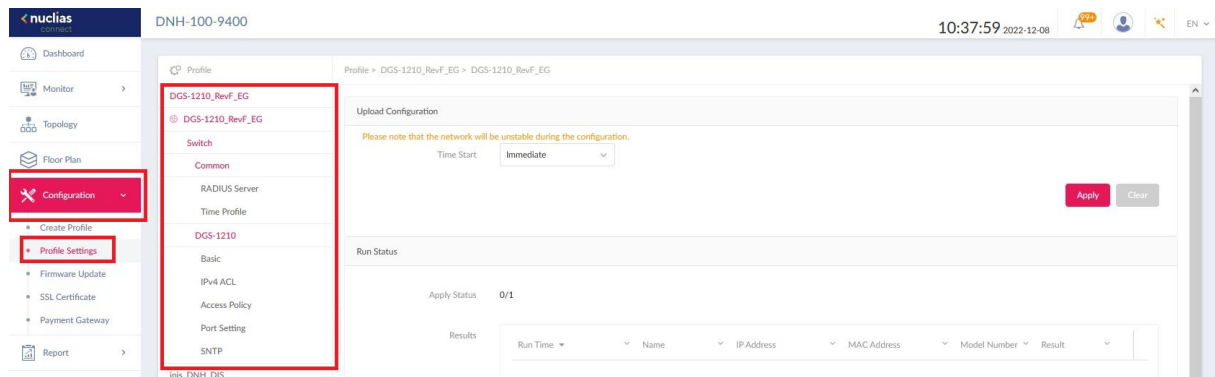 nuclias
connect
DNH-100-9400
10:37:59 2022-12-08
99+
EN
Dashboard
Monitor
Topology
Floor Plan
Configuration
Create Profile
Profile Settings
Firmware Update
SSL Certificate
Payment Gateway
Report
Profile
DGS-1210_RevF_EG
DGS-1210_RevF_EG
Switch
Common
RADIUS Server
Time Profile
DGS-1210
Basic
IPv4 ACL
Access Policy
Port Setting
SNTP
Profile > DGS-1210_RevF_EG > DGS-1210_RevF_EG
Upload Configuration
Please note that the network will be unstable during the configuration.
Time Start Immediate
Apply Clear
Run Status
Apply Status 0/1
Results
Run Time Name IP Address MAC Address Model Number Result